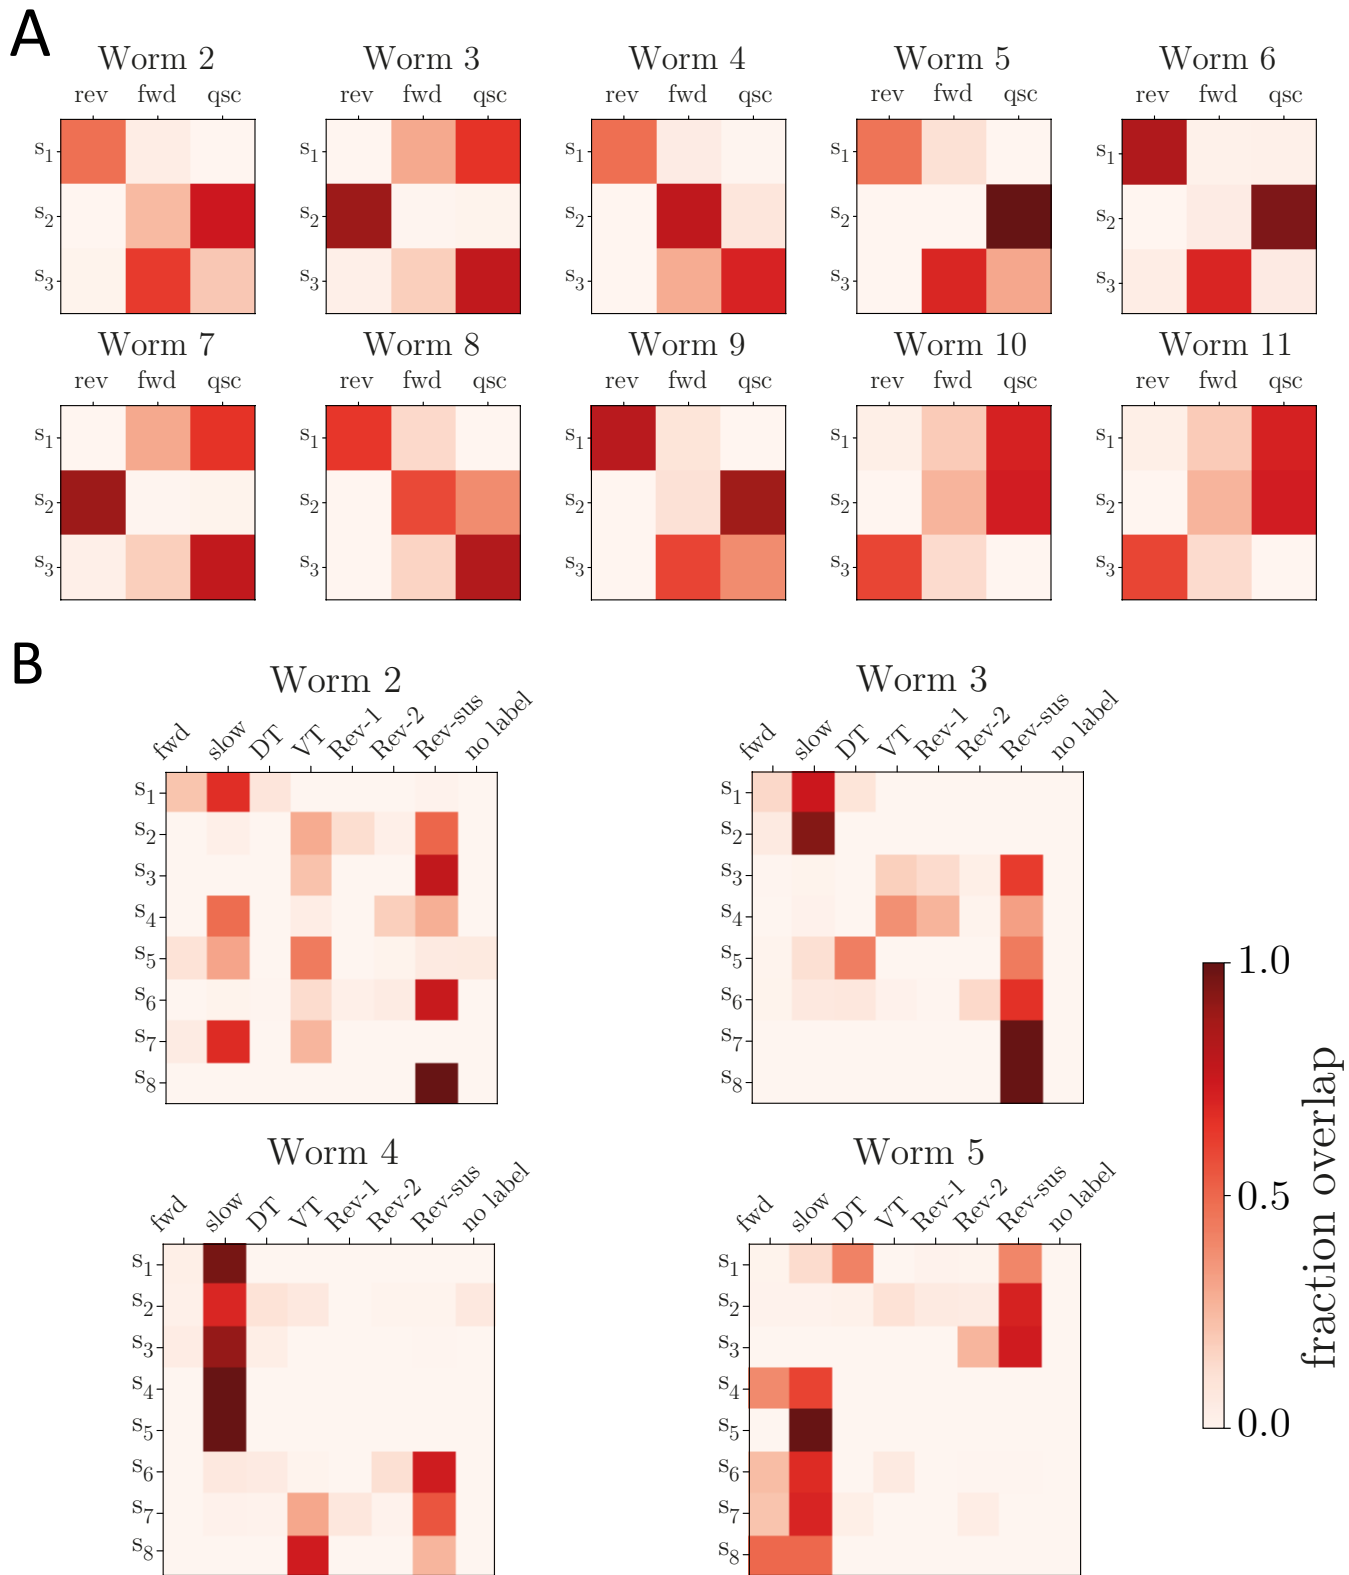 A
Worm 2 Worm 3 Worm 4 Worm 5 Worm 6
rev fwd qsc rev fwd qsc rev fwd qsc rev fwd qsc rev fwd qsc
s1 s1 s1 s1 s1
s2 s2 s2 s2 s2
s3 s3 s3 s3 s3
Worm 7 Worm 8 Worm 9 Worm 10 Worm 11
rev fwd qsc rev fwd qsc rev fwd qsc rev fwd qsc rev fwd qsc
s1 s1 s1 s1 s1
s2 s2 s2 s2 s2
s3 s3 s3 s3 s3
B
Worm 2 Worm 3
fwd slow DT VT Rev-1 Rev-2 Rev-sus no label fwd slow DT VT Rev-1 Rev-2 Rev-sus no label
s1 s1
s2 s2
s3 s3
s4 s4
s5 s5
s6 s6
s7 s7
s8 s8
Worm 4 Worm 5
fwd slow DT VT Rev-1 Rev-2 Rev-sus no label fwd slow DT VT Rev-1 Rev-2 Rev-sus no label
s1 s1
s2 s2
s3 s3
s4 s4
s5 s5
s6 s6
s7 s7
s8 s8
1.0
0.5
0.0
fraction overlap